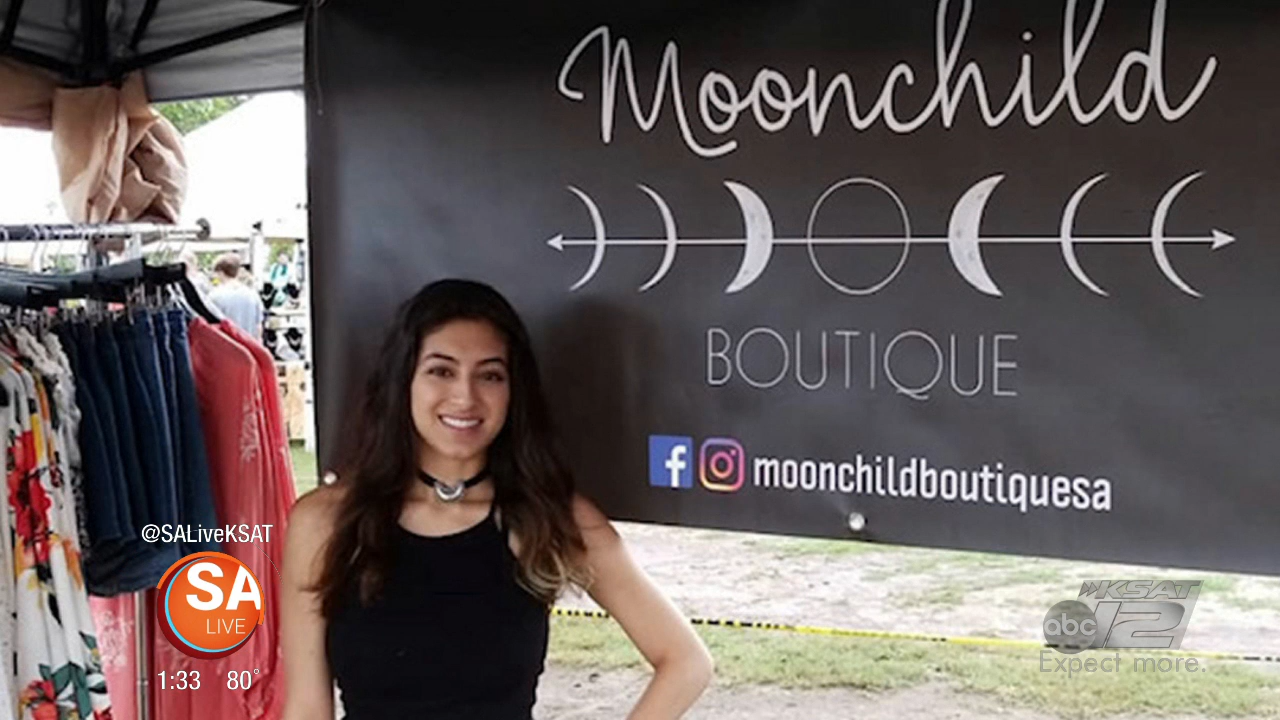 Moonchild
BOUTIQUE
f moonchildboutiquesa
@SALiveKSAT
SA
LIVE
1:33 80°
KSAT
abc 12
Expect more.